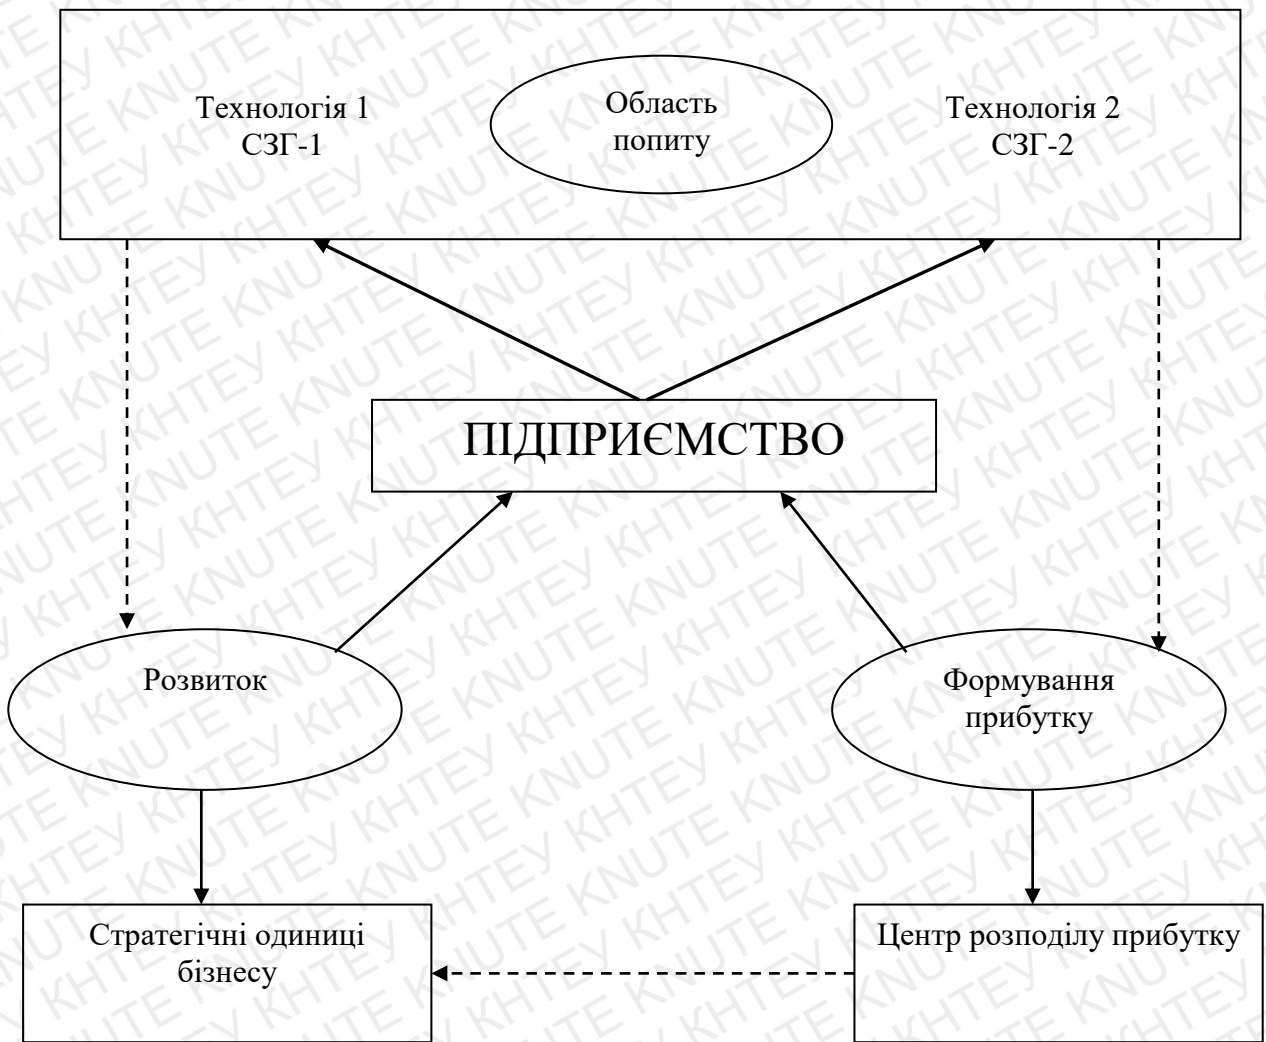 Технологія 1
СЗГ-1
Область
попиту
Технологія 2
СЗГ-2
ПІДПРИЄМСТВО
Розвиток
Формування
прибутку
Стратегічні одиниці
бізнесу
Центр розподілу прибутку